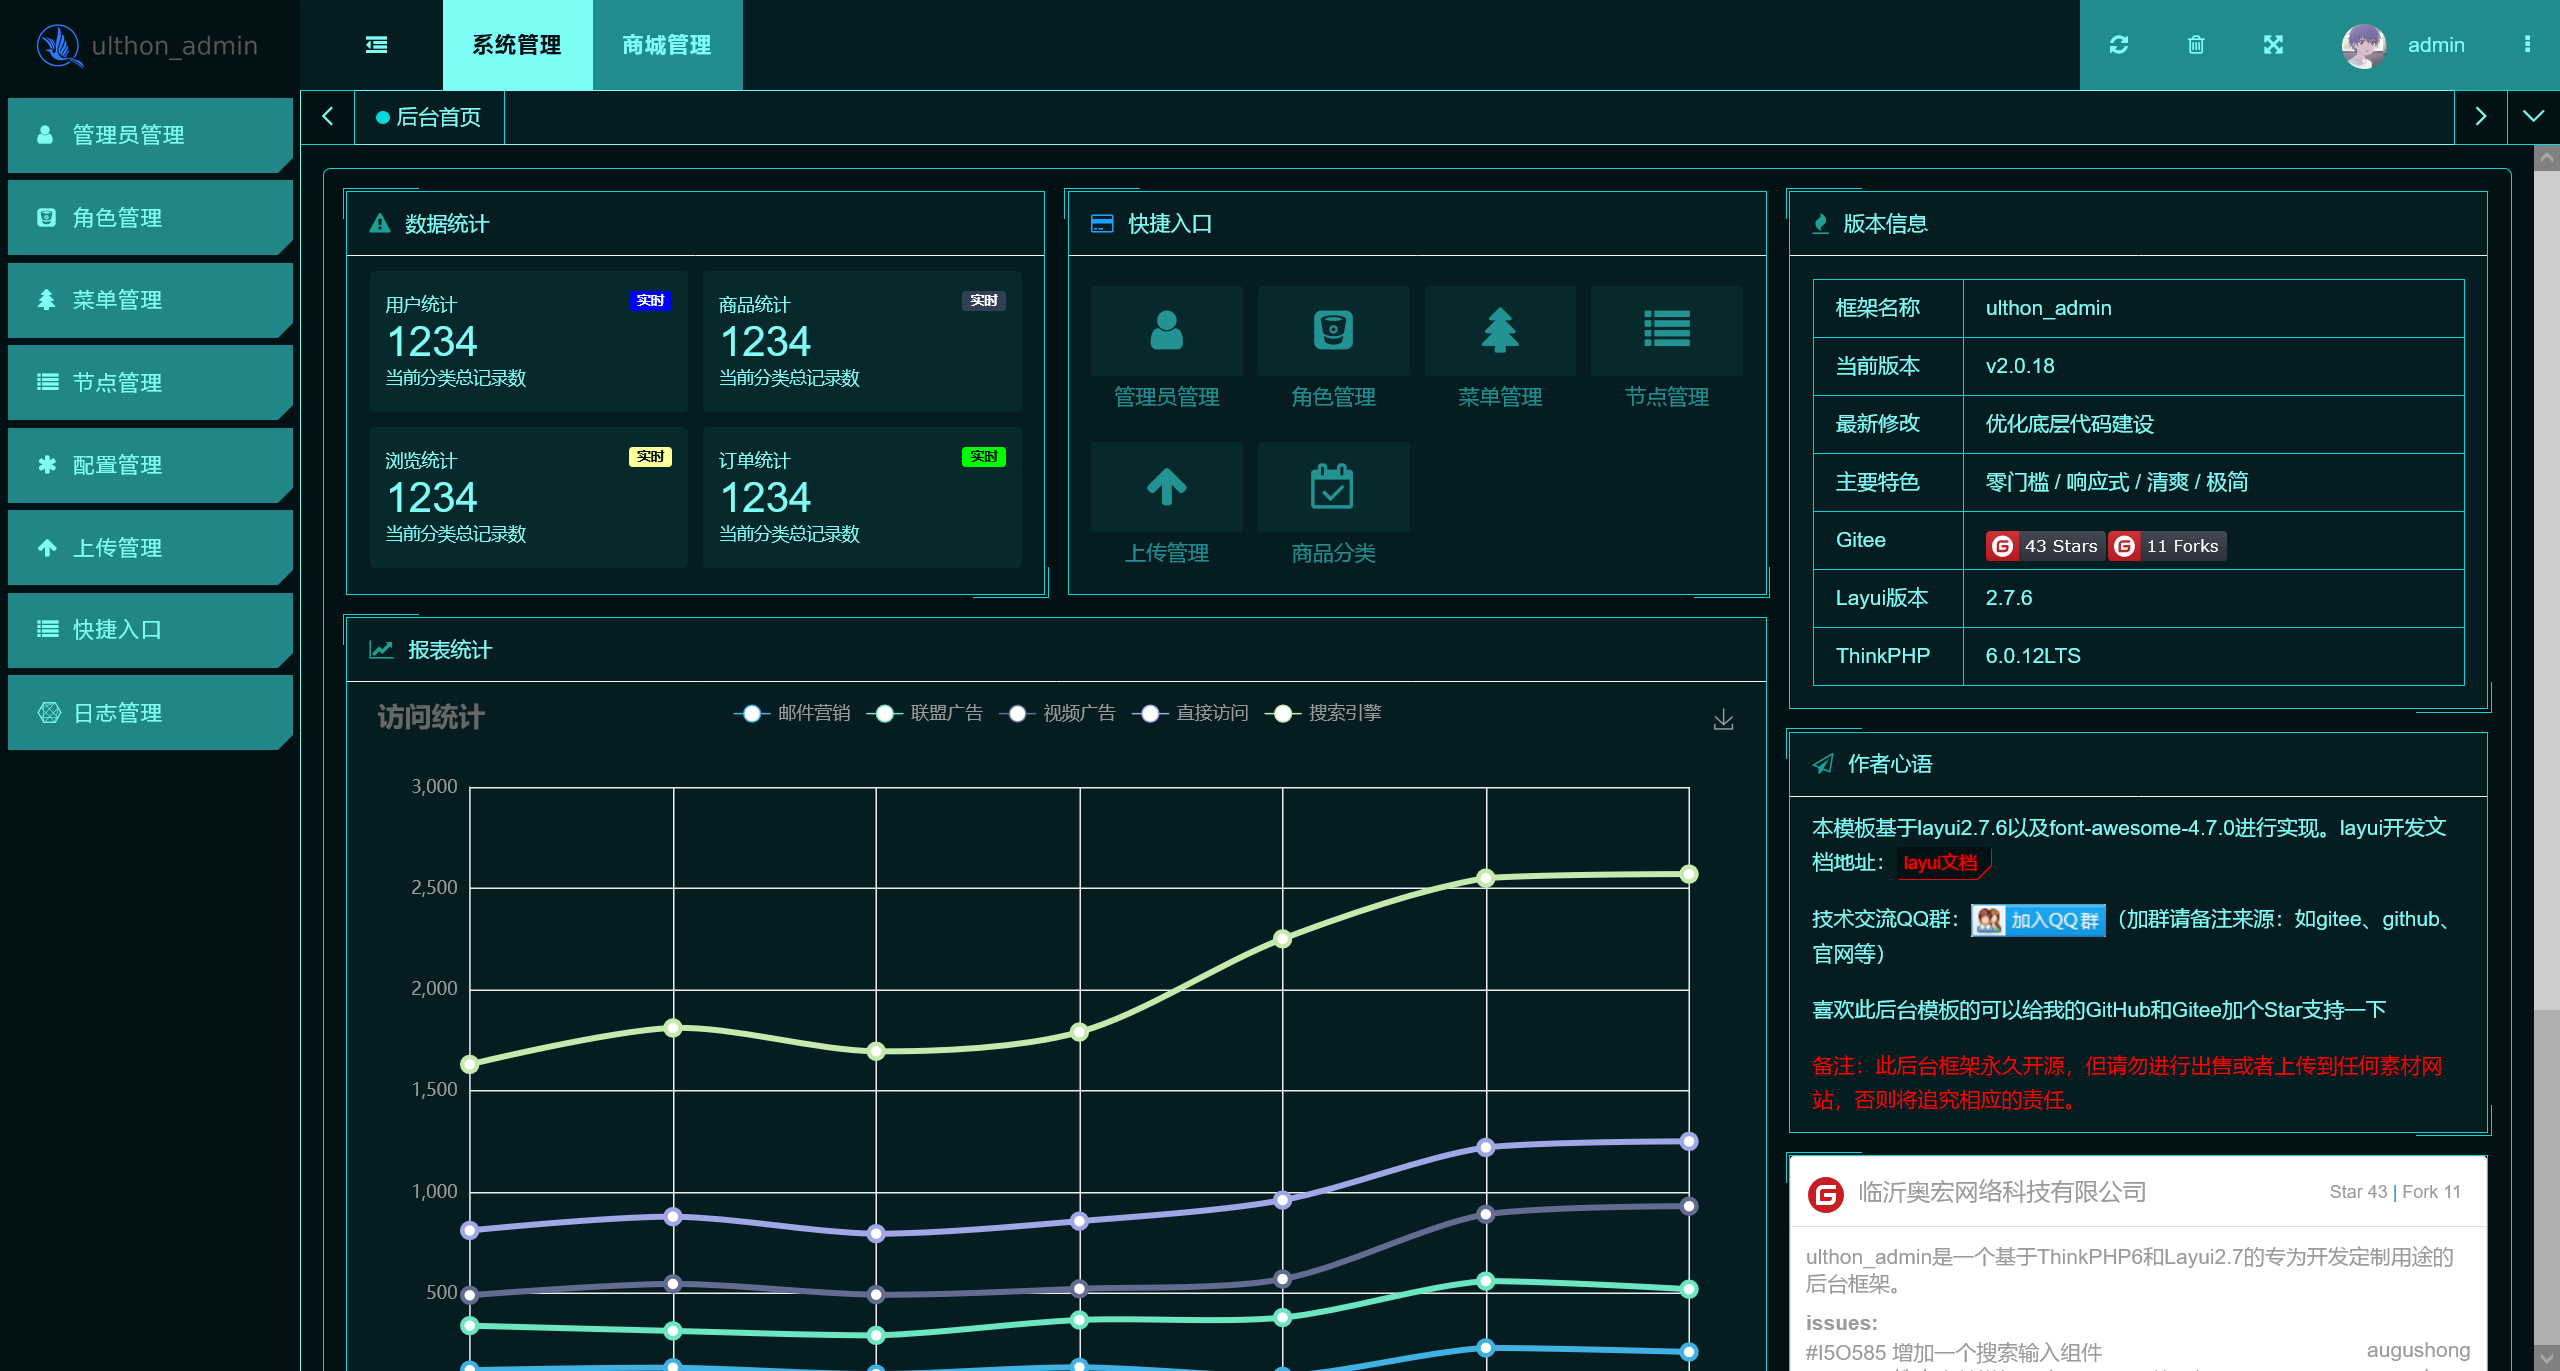 ulthon_admin
系统管理
商城管理
admin
管理员管理
角色管理
菜单管理
节点管理
配置管理
上传管理
快捷入口
日志管理
后台首页
数据统计
用户统计 实时
1234
当前分类总记录数
商品统计 实时
1234
当前分类总记录数
浏览统计 实时
1234
当前分类总记录数
订单统计 实时
1234
当前分类总记录数
快捷入口
管理员管理
角色管理
菜单管理
节点管理
上传管理
商品分类
报表统计
访问统计
邮件营销 联盟广告 视频广告 直接访问 搜索引擎
3,000
2,500
2,000
1,500
1,000
500
版本信息
框架名称 ulthon_admin
当前版本 v2.0.18
最新修改 优化底层代码建设
主要特色 零门槛 / 响应式 / 清爽 / 极简
Gitee 43 Stars 11 Forks
Layui版本 2.7.6
ThinkPHP 6.0.12LTS
作者心语
本模板基于layui2.7.6以及font-awesome-4.7.0进行实现。layui开发文
档地址：layui文档
技术交流QQ群：加入QQ群（加群请备注来源：如gitee、github、
官网等）
喜欢此后台模板的可以给我的GitHub和Gitee加个Star支持一下
备注：此后台框架永久开源，但请勿进行出售或者上传到任何素材网
站，否则将追究相应的责任。
临沂奥宏网络科技有限公司 Star 43 | Fork 11
ulthon_admin是一个基于ThinkPHP6和Layui2.7的专为开发定制用途的
后台框架。
issues:
#I5O585 增加一个搜索输入组件 augushong